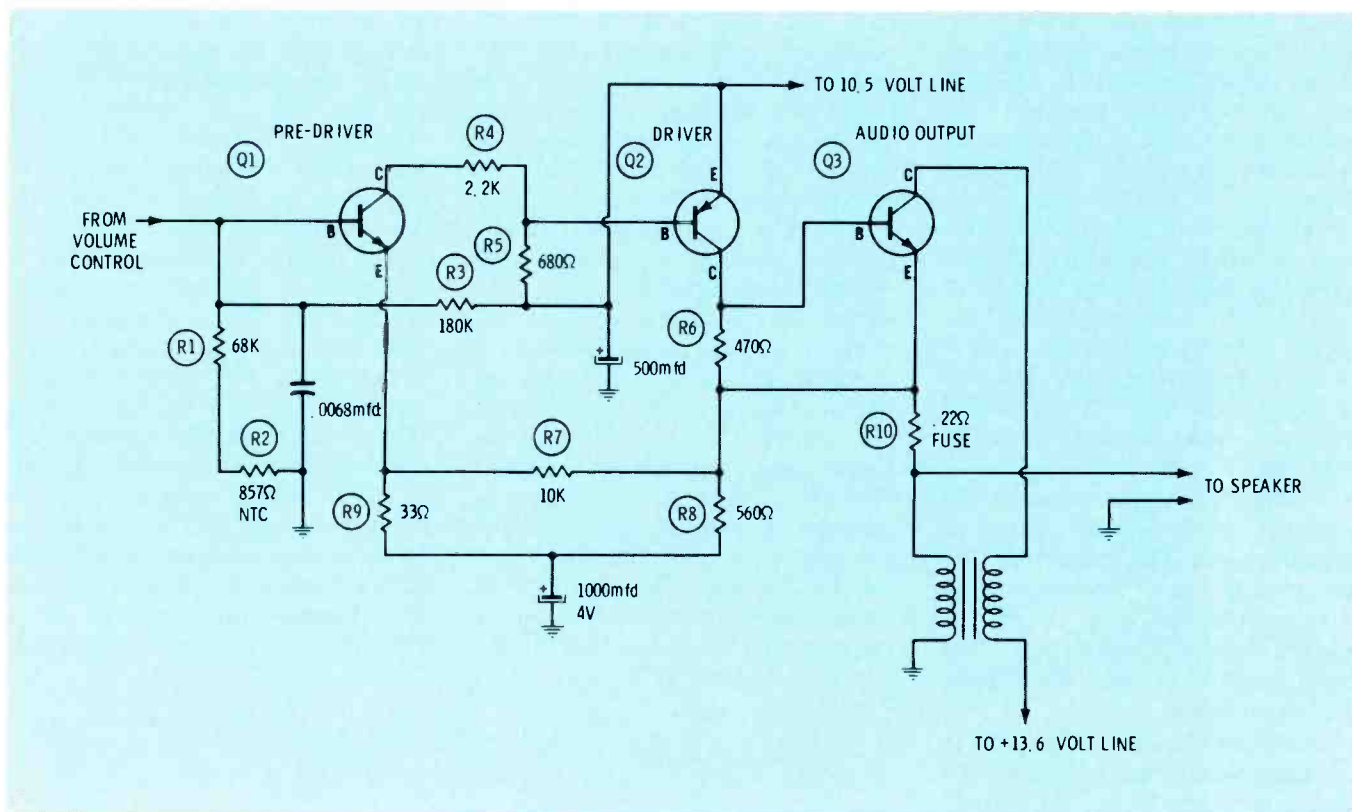 TO 10.5 VOLT LINE
PRE-DRIVER
DRIVER
AUDIO OUTPUT
Q1
R4
Q2
Q3
C
2.2K
E
C
FROM
VOLUME
CONTROL
B
R5
B
B
E
R3
680Ω
C
E
180K
R6
R1
68K
500mfd
470Ω
+
.0068mfd
R10
.22Ω
FUSE
R2
R7
TO SPEAKER
857Ω
NTC
R9
33Ω
10K
R8
560Ω
+
1000mfd
4V
TO +13.6 VOLT LINE